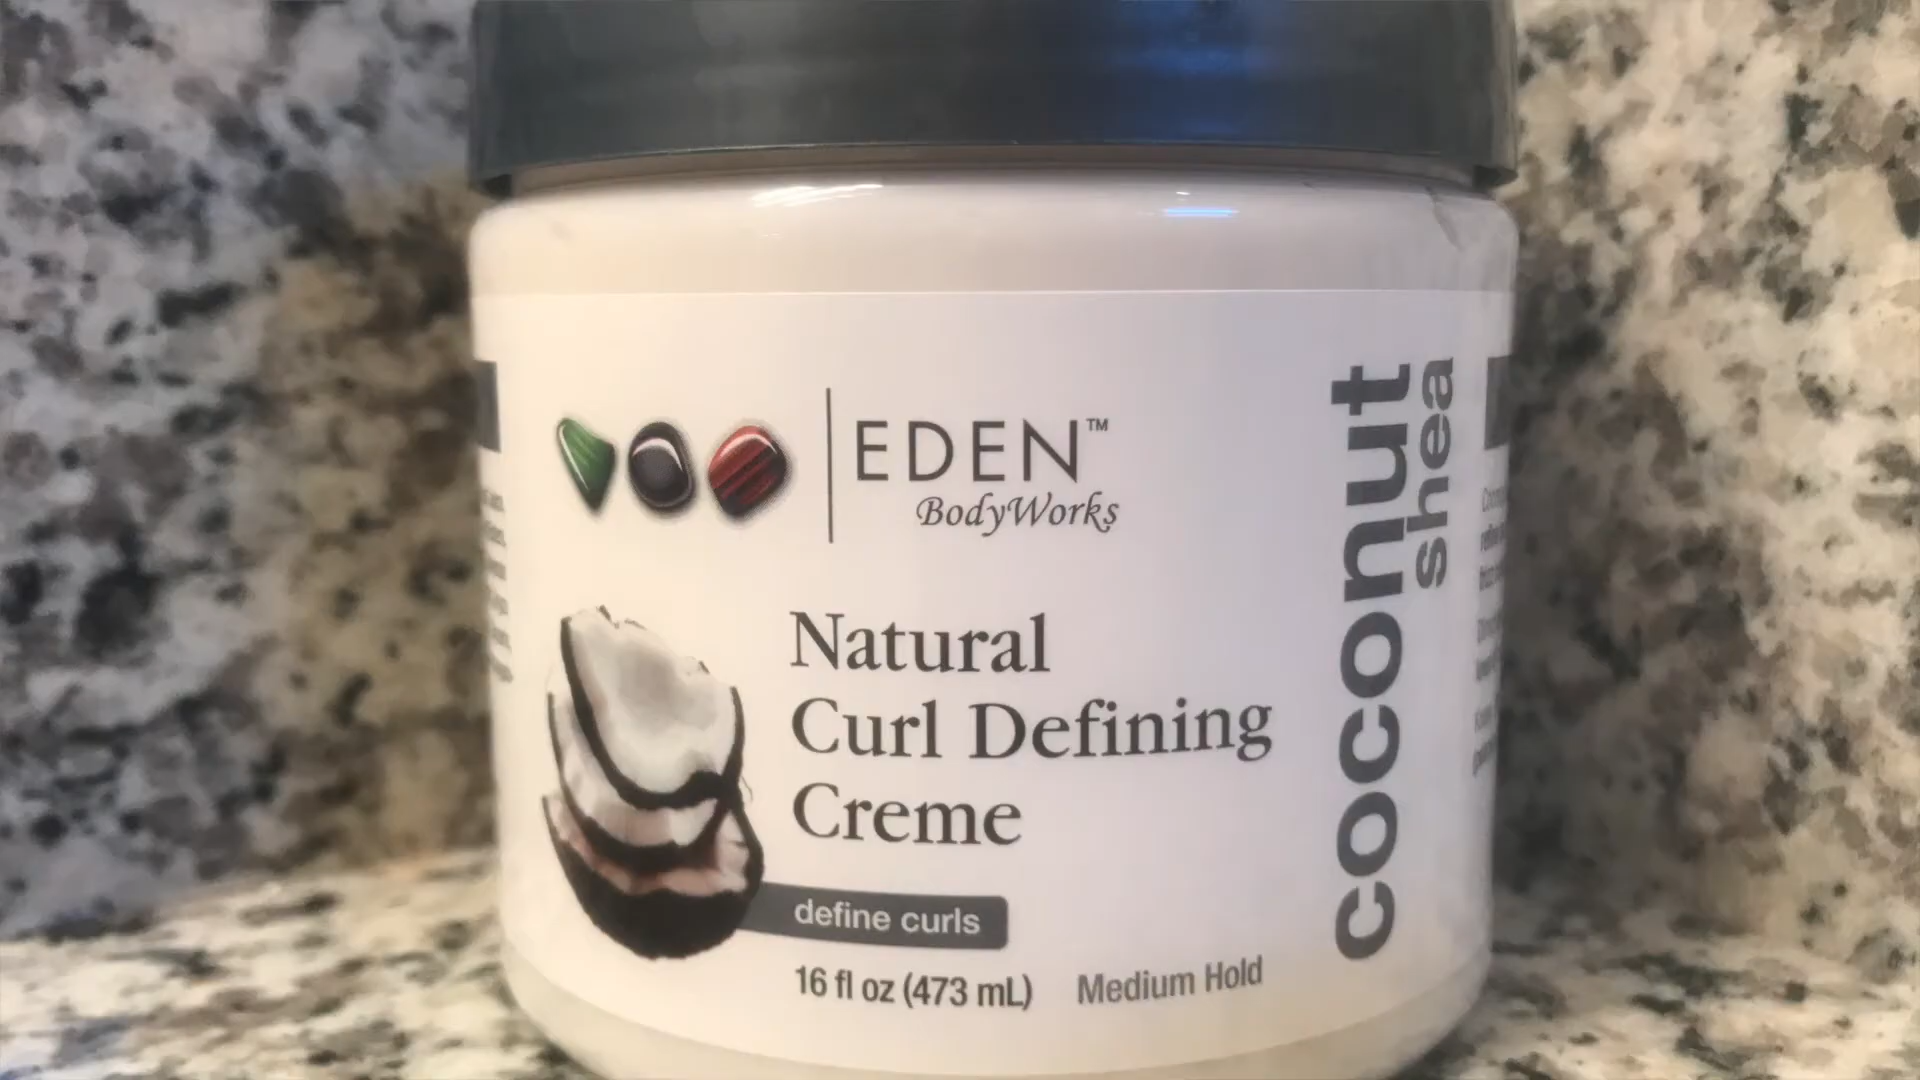 EDEN™
BodyWorks
Natural
Curl Defining
Creme
define curls
16 fl oz (473 mL) Medium Hold
coconut
shea